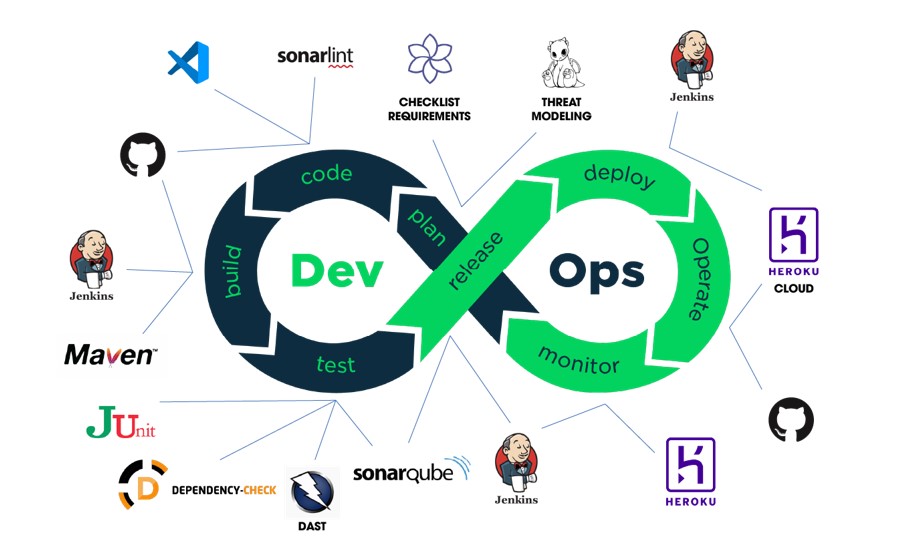 sonarlint
CHECKLIST
REQUIREMENTS
THREAT
MODELING
Jenkins
code
deploy
plan
release
build
Dev
Ops
Operate
HEROKU
CLOUD
Jenkins
Maven™
test
monitor
JUnit
DEPENDENCY-CHECK
D
DAST
sonarqube
Jenkins
HEROKU